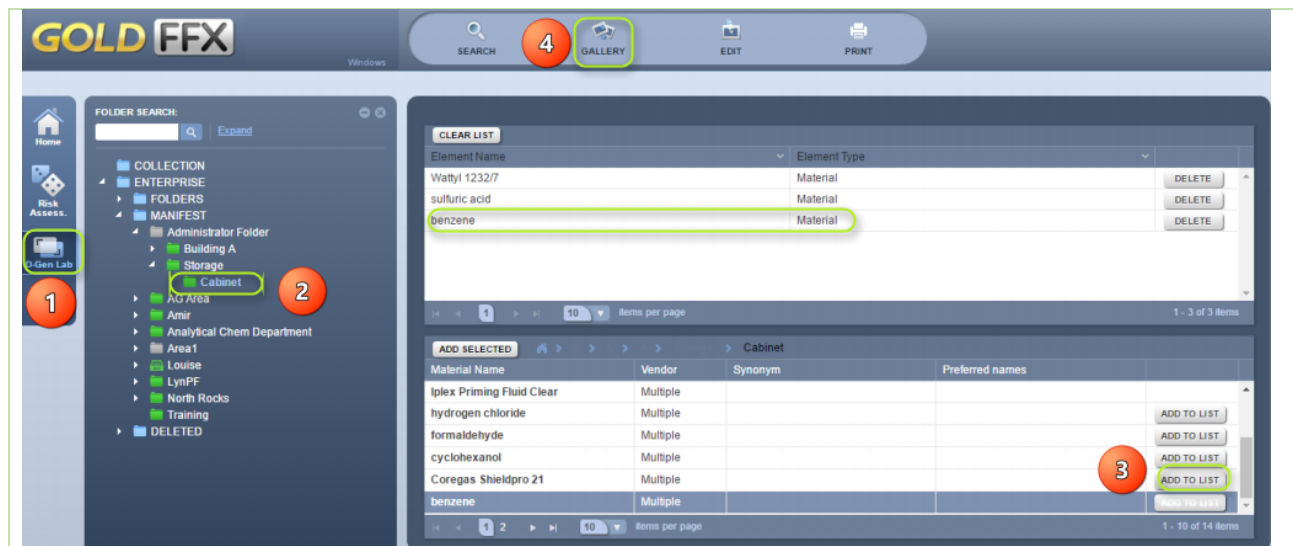 GOLD FFX
Windows
SEARCH
4
GALLERY
EDIT
PRINT
Home
Risk Assess.
D-Gen Lab
1
FOLDER SEARCH:
Expand
COLLECTION
ENTERPRISE
FOLDERS
MANIFEST
Administrator Folder
Building A
Storage
Cabinet
2
AG Area
Amir
Analytical Chem Department
Area1
Louise
LynPF
North Rocks
Training
DELETED
CLEAR LIST
Element Name Element Type
Wattyl 1232/7 Material DELETE
sulfuric acid Material DELETE
benzene Material DELETE
1 10 items per page 1 - 3 of 3 items
ADD SELECTED > > > > > Cabinet
Material Name Vendor Synonym Preferred names
Iplex Priming Fluid Clear Multiple
hydrogen chloride Multiple ADD TO LIST
formaldehyde Multiple ADD TO LIST
cyclohexanol Multiple ADD TO LIST
3
Coregas Shieldpro 21 Multiple ADD TO LIST
benzene Multiple ADD TO LIST
1 2 10 items per page 1 - 10 of 14 items